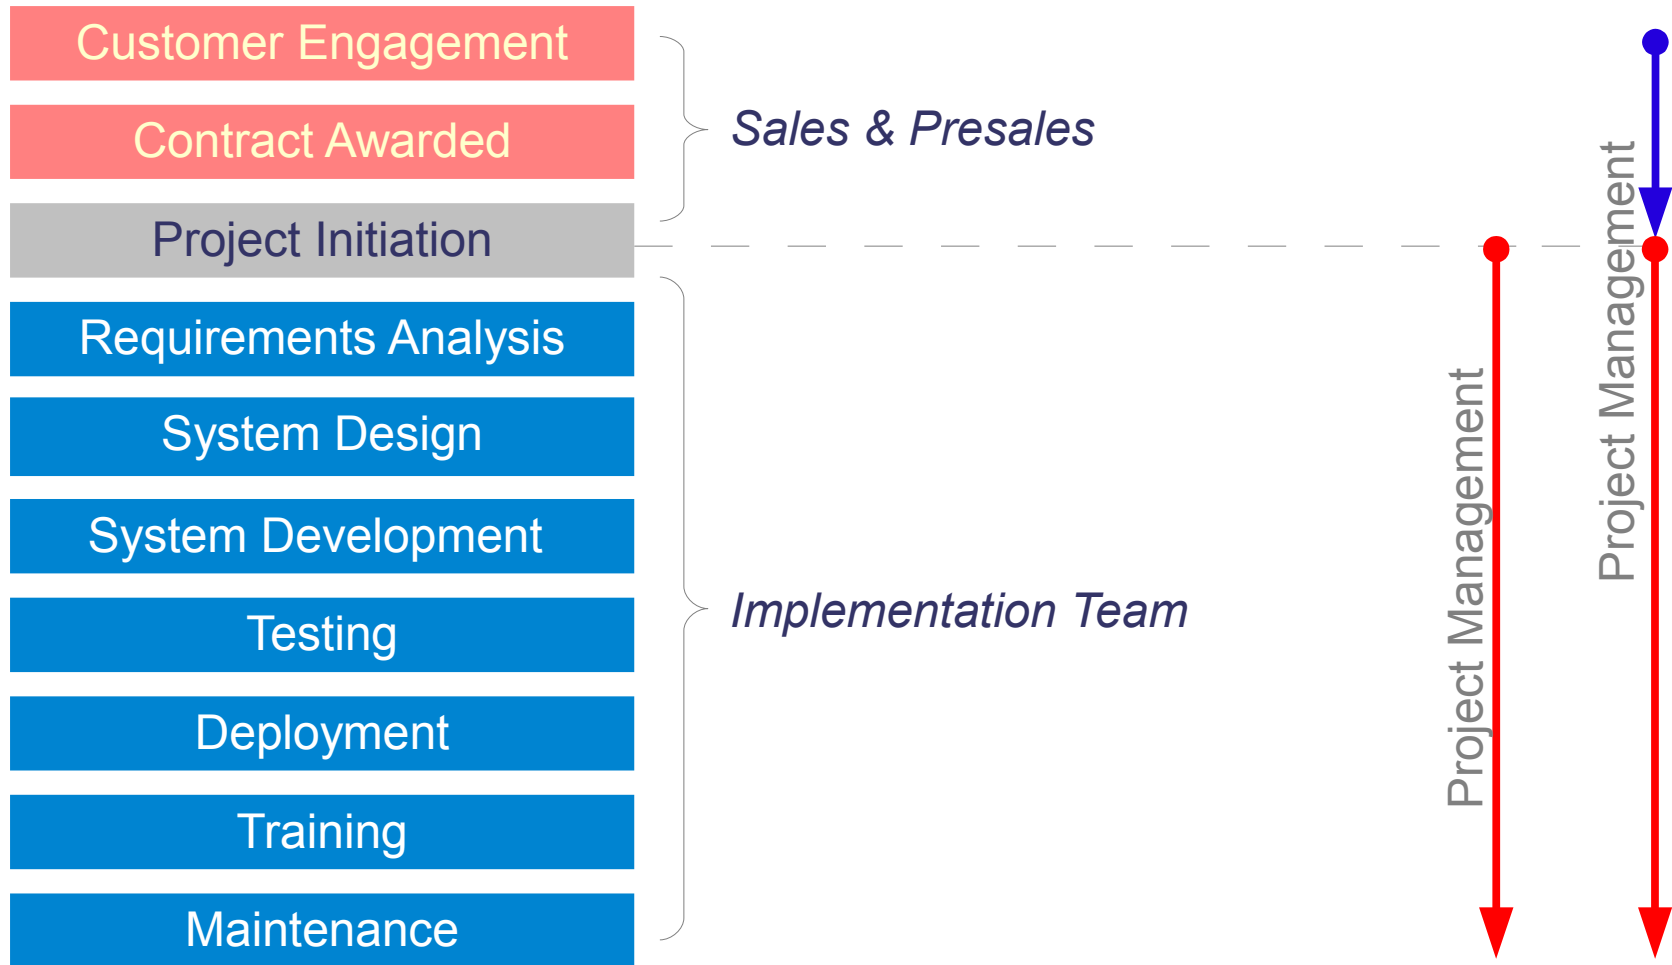 Customer Engagement
Contract Awarded
Sales & Presales
Project Initiation
Requirements Analysis
System Design
System Development
Testing
Implementation Team
Deployment
Training
Maintenance
Project Management
Project Management